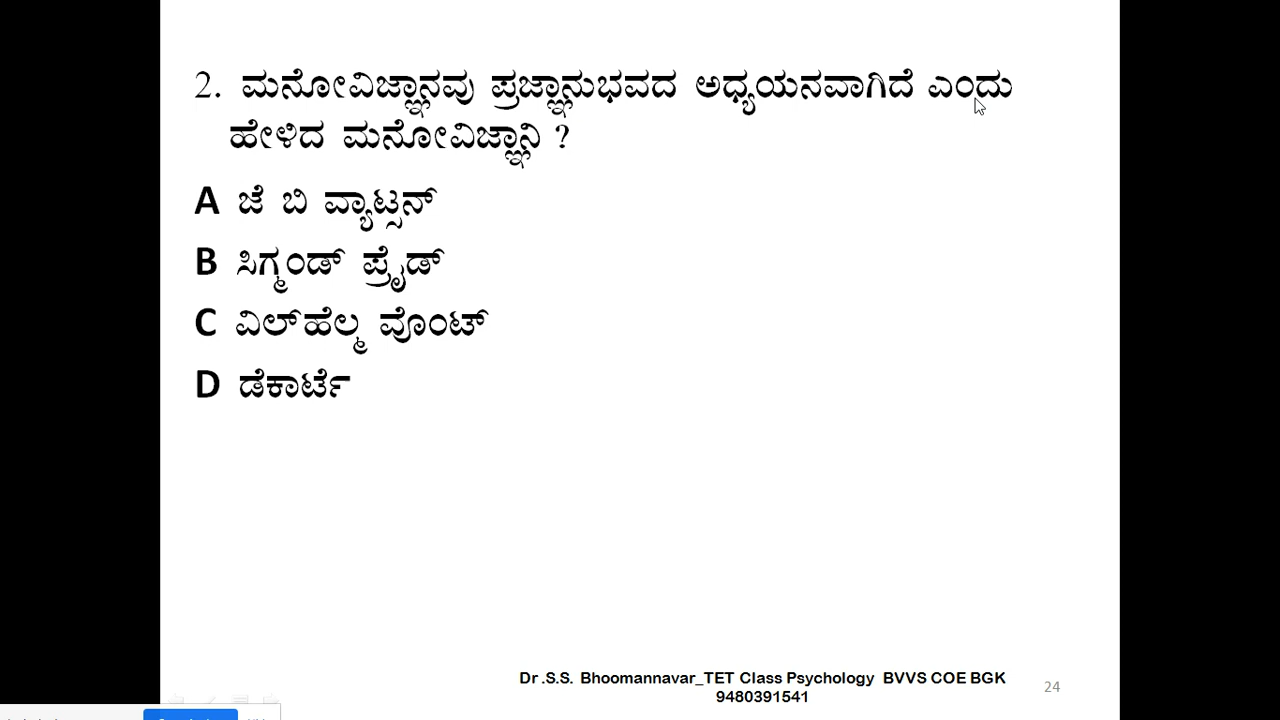 2. ಮನೋವಿಜ್ಞಾನವು ಪ್ರಜ್ಞಾನುಭವದ ಅಧ್ಯಯನವಾಗಿದೆ ಎಂದು
ಹೇಳಿದ ಮನೋವಿಜ್ಞಾನಿ ?
A ಜೆ ಬಿ ವ್ಯಾಟ್ಸನ್
B ಸಿಗ್ಮಂಡ್ ಪ್ರೈಡ್
C ವಿಲ್‌ಹೆಲ್ಮ ವೊಂಟ್
D ಡೆಕಾರ್ಟೆ
Dr .S.S. Bhoomannavar_TET Class Psychology BVVS COE BGK
9480391541
24